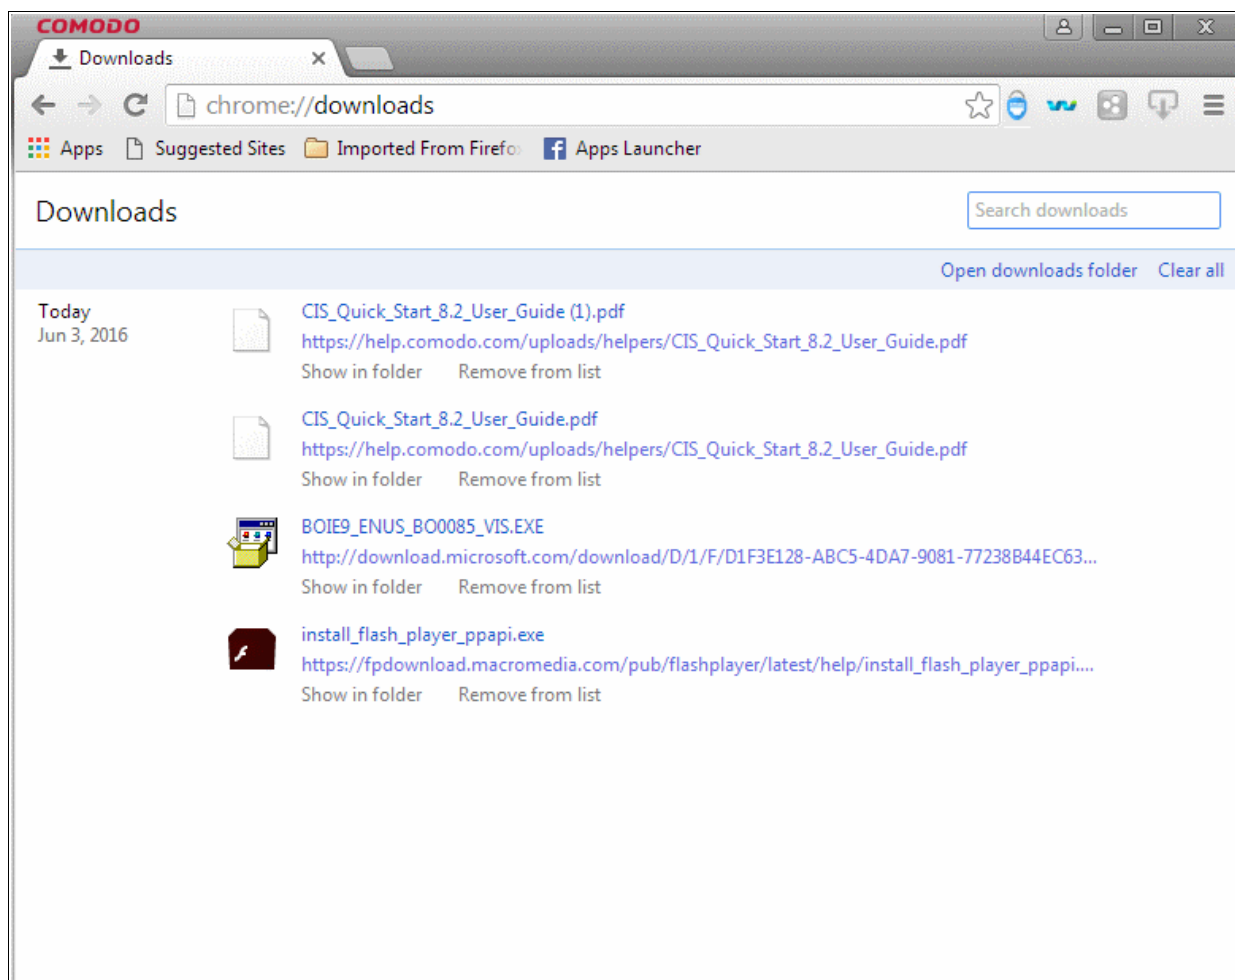 COMODO
Downloads
chrome://downloads
Apps Suggested Sites Imported From Firefo Apps Launcher
Downloads Search downloads
Open downloads folder Clear all
Today CIS_Quick_Start_8.2_User_Guide (1).pdf
Jun 3, 2016 https://help.comodo.com/uploads/helpers/CIS_Quick_Start_8.2_User_Guide.pdf
Show in folder Remove from list
CIS_Quick_Start_8.2_User_Guide.pdf
https://help.comodo.com/uploads/helpers/CIS_Quick_Start_8.2_User_Guide.pdf
Show in folder Remove from list
BOIE9_ENUS_BO0085_VIS.EXE
http://download.microsoft.com/download/D/1/F/D1F3E128-ABC5-4DA7-9081-77238B44EC63...
Show in folder Remove from list
install_flash_player_ppapi.exe
https://fpdownload.macromedia.com/pub/flashplayer/latest/help/install_flash_player_ppapi....
Show in folder Remove from list